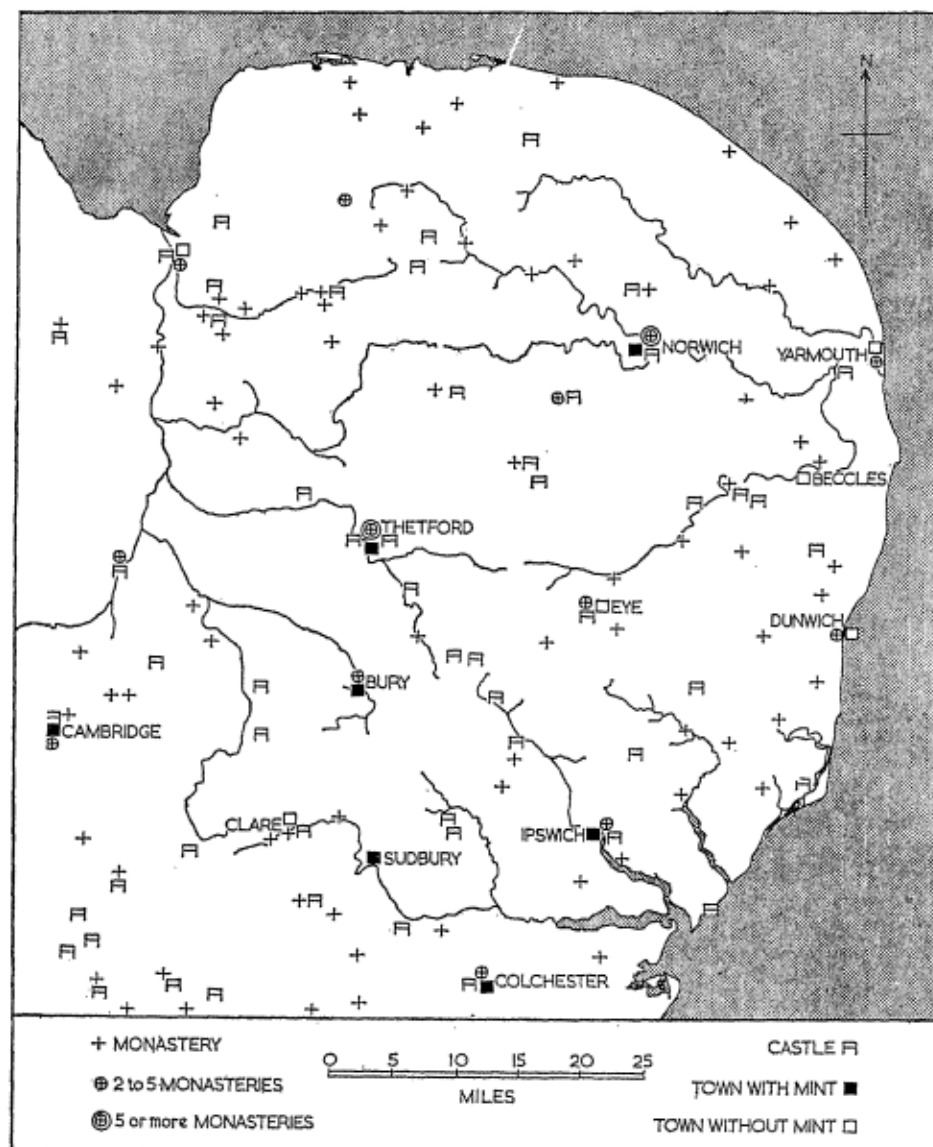 N
NORWICH
YARMOUTH
BECCLES
THETFORD
EYE
DUNWICH
BURY
CAMBRIDGE
CLARE
IPSWICH
SUDBURY
COLCHESTER
+ MONASTERY
2 to 5 MONASTERIES
5 or more MONASTERIES
0 5 10 15 20 25
MILES
CASTLE
TOWN WITH MINT
TOWN WITHOUT MINT